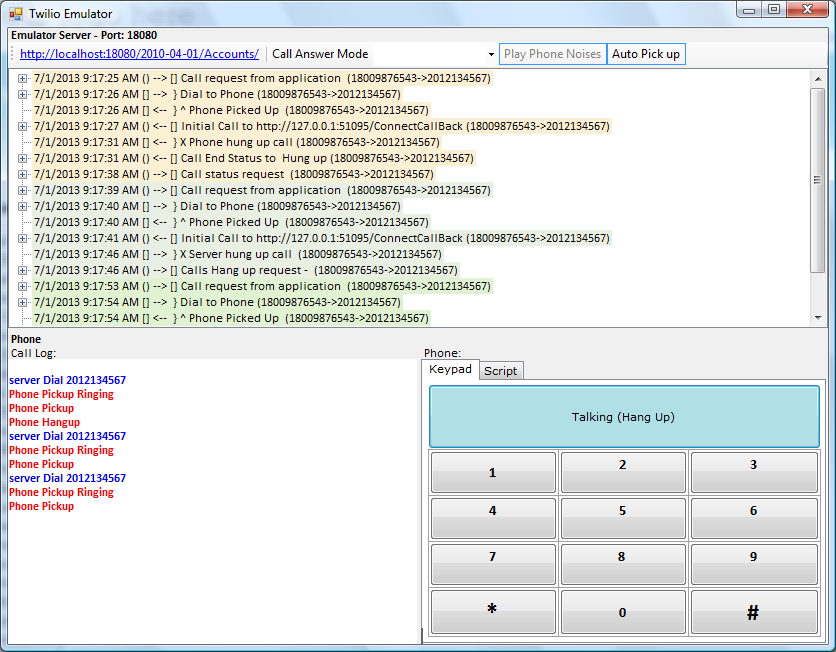 Twilio Emulator
Emulator Server - Port: 18080
http://localhost:18080/2010-04-01/Accounts/ Call Answer Mode Play Phone Noises Auto Pick up
7/1/2013 9:17:25 AM () --> [] Call request from application (18009876543->2012134567)
7/1/2013 9:17:26 AM [] --> } Dial to Phone (18009876543->2012134567)
7/1/2013 9:17:26 AM [] <-- } ^ Phone Picked Up (18009876543->2012134567)
7/1/2013 9:17:27 AM () <-- [] Initial Call to http://127.0.0.1:51095/ConnectCallBack (18009876543->2012134567)
7/1/2013 9:17:31 AM [] <-- } X Phone hung up call (18009876543->2012134567)
7/1/2013 9:17:31 AM () <-- [] Call End Status to Hung up (18009876543->2012134567)
7/1/2013 9:17:38 AM () --> [] Call status request (18009876543->2012134567)
7/1/2013 9:17:39 AM () --> [] Call request from application (18009876543->2012134567)
7/1/2013 9:17:40 AM [] --> } Dial to Phone (18009876543->2012134567)
7/1/2013 9:17:40 AM [] <-- } ^ Phone Picked Up (18009876543->2012134567)
7/1/2013 9:17:41 AM () <-- [] Initial Call to http://127.0.0.1:51095/ConnectCallBack (18009876543->2012134567)
7/1/2013 9:17:46 AM [] --> } X Server hung up call (18009876543->2012134567)
7/1/2013 9:17:46 AM () --> [] Calls Hang up request - (18009876543->2012134567)
7/1/2013 9:17:53 AM () --> [] Call request from application (18009876543->2012134567)
7/1/2013 9:17:54 AM [] --> } Dial to Phone (18009876543->2012134567)
7/1/2013 9:17:54 AM [] <-- } ^ Phone Picked Up (18009876543->2012134567)
Phone
Call Log:
server Dial 2012134567
Phone Pickup Ringing
Phone Pickup
Phone Hangup
server Dial 2012134567
Phone Pickup Ringing
Phone Pickup
server Dial 2012134567
Phone Pickup Ringing
Phone Pickup
Phone:
Keypad Script
Talking (Hang Up)
1 2 3
4 5 6
7 8 9
* 0 #